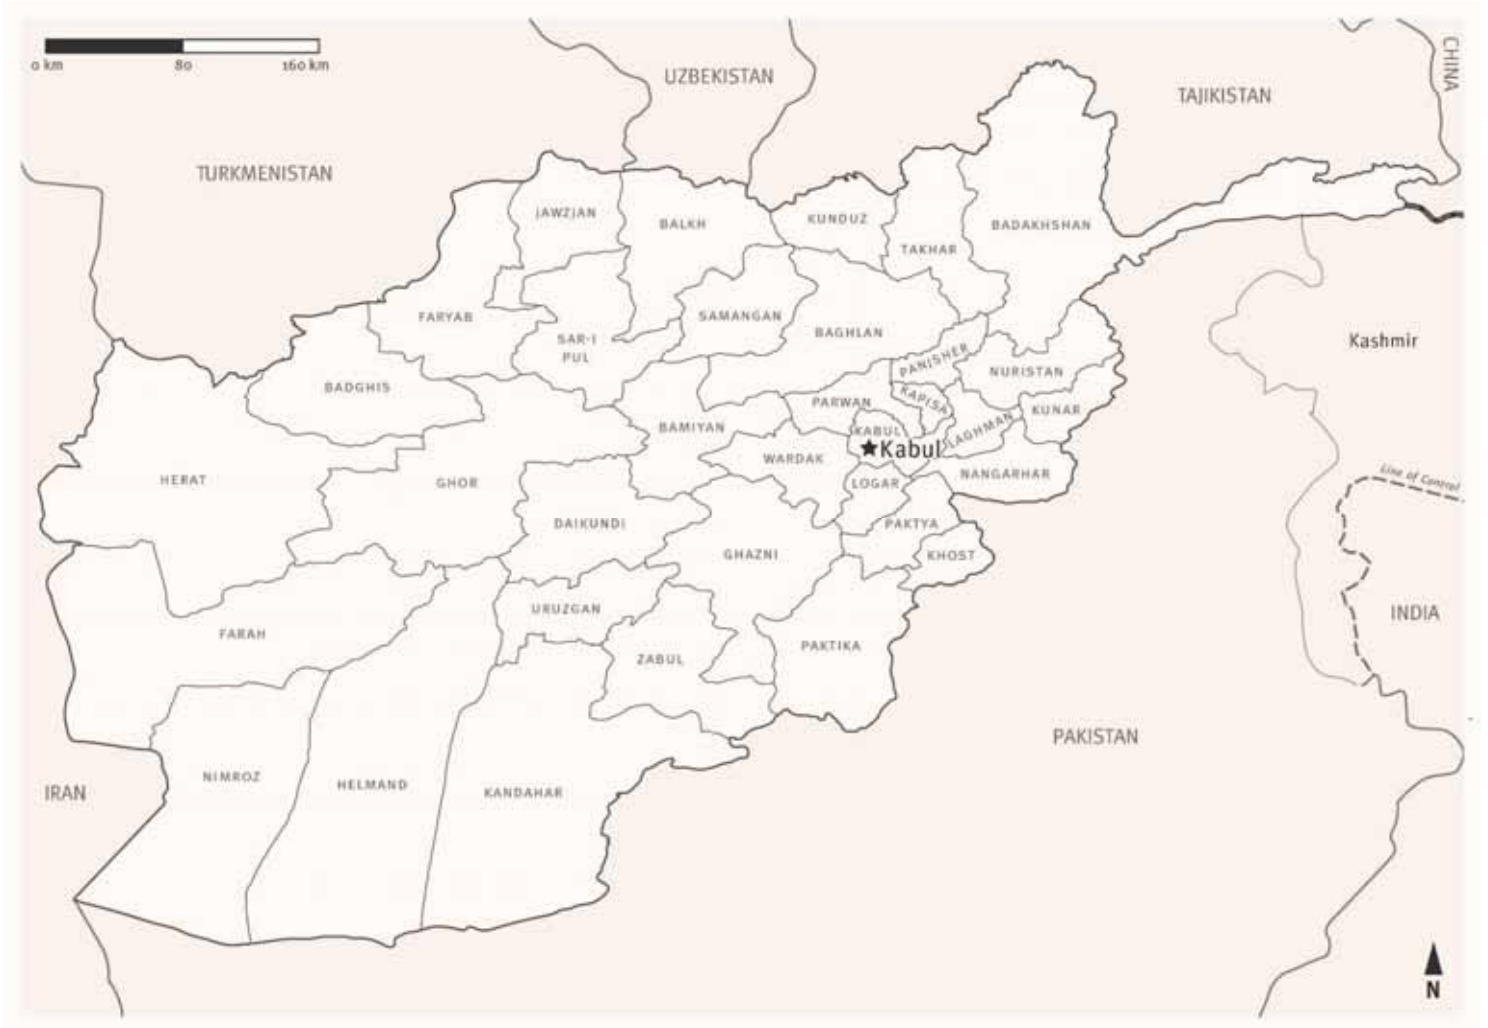 0 km 80 160 km
UZBEKISTAN
CHINA
TAJIKISTAN
TURKMENISTAN
JAWZJAN
BALKH
KUNDUZ
TAKHAR
BADAKHSHAN
FARYAB
SAR-I
PUL
SAMANGAN
BAGHLAN
PANJSHER
Kashmir
NURISTAN
BADGHIS
PARWAN
KAPISA
KUNAR
BAMIYAN
KABUL
LAGHMAN
Kabul
WARDAK
NANGARHAR
HERAT
GHOR
LOGAR
Line of Control
DAIKUNDI
PAKTYA
GHAZNI
KHOST
URUZGAN
INDIA
FARAH
PAKTIKA
ZABUL
PAKISTAN
NIMROZ
HELMAND
KANDAHAR
IRAN
N